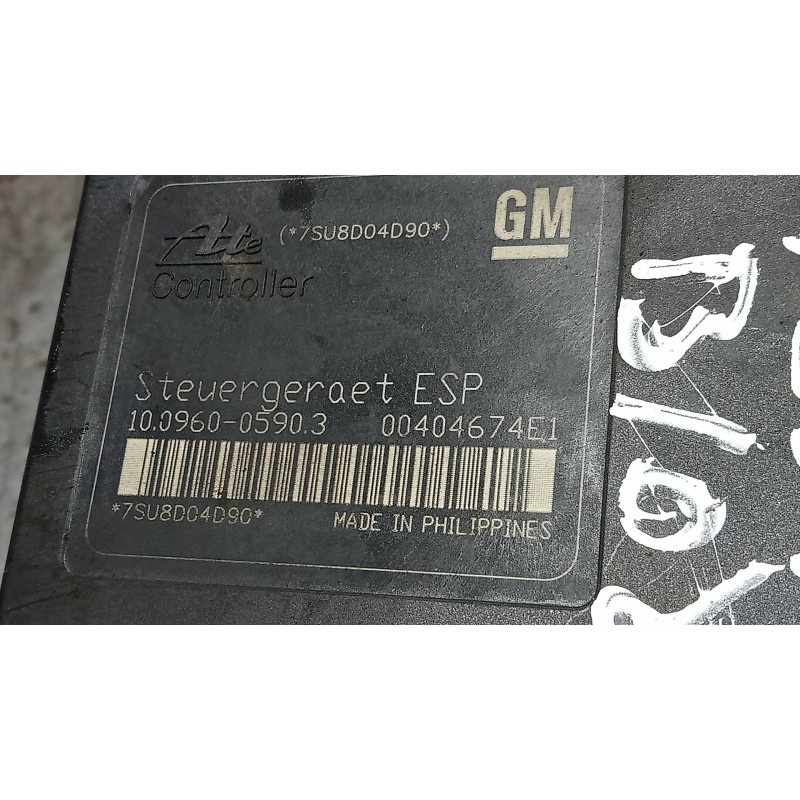 Ate (*7SU8D04D90*) GM
Controller
Steuergeraet ESP
10.0960-0590.3 00404674E1
*7SU8D04D90*
MADE IN PHILIPPINES